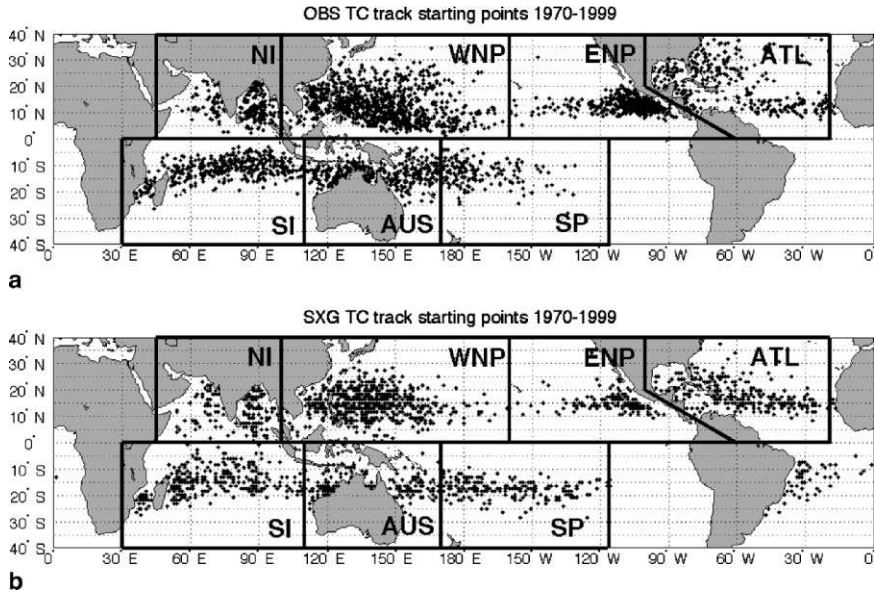 OBS TC track starting points 1970-1999
40° N
30° N
20° N
10° N
0°
10° S
20° S
30° S
40° S
NI WNP ENP ATL
SI AUS SP
0 30° E 60° E 90° E 120° E 150° E 180° W 150° W 120° W 90° W 60° W 30° W 0°
a
SXG TC track starting points 1970-1999
40° N
30° N
20° N
10° N
0°
10° S
20° S
30° S
40° S
NI WNP ENP ATL
SI AUS SP
0 30° E 60° E 90° E 120° E 150° E 180° W 150° W 120° W 90° W 60° W 30° W 0°
b